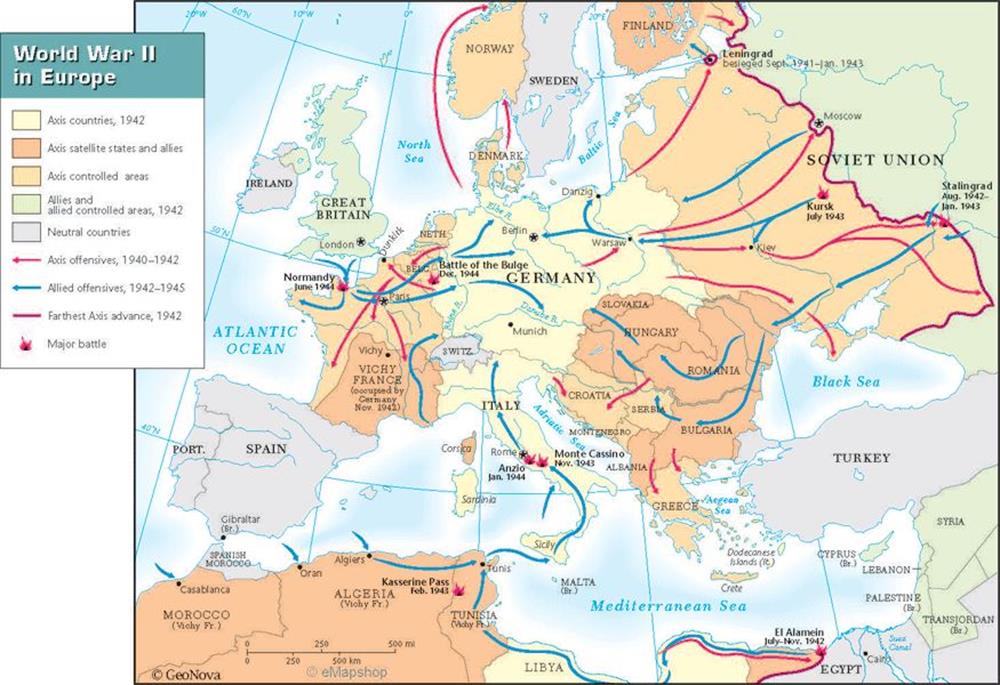 World War II
in Europe
Axis countries, 1942
Axis satellite states and allies
Axis controlled areas
Allies and
allied controlled areas, 1942
Neutral countries
Axis offensives, 1940–1942
Allied offensives, 1942–1945
Farthest Axis advance, 1942
Major battle
20°W
10°W
0°
20°E
60°N
50°N
40°N
NORWAY
SWEDEN
FINLAND
Leningrad
besieged Sept. 1941–Jan. 1943
Moscow
SOVIET UNION
Stalingrad
Aug. 1942–
Jan. 1943
Kursk
July 1943
Kiev
North
Sea
Baltic Sea
DENMARK
Danzig
IRELAND
GREAT
BRITAIN
London
Dunkirk
NETH.
BELG.
Elbe R.
Berlin
Warsaw
Battle of the Bulge
Dec. 1944
GERMANY
Normandy
June 1944
Paris
Rhine R.
Danube R.
Munich
SLOVAKIA
HUNGARY
ROMANIA
ATLANTIC
OCEAN
Vichy
VICHY
FRANCE
(occupied by
Germany
Nov. 1942)
SWITZ.
ITALY
CROATIA
SERBIA
MONTENEGRO
BULGARIA
ALBANIA
GREECE
Adriatic Sea
Black Sea
Aegean
Sea
PORT.
SPAIN
Corsica
Sardinia
Rome
Anzio
Jan. 1944
Monte Cassino
Nov. 1943
TURKEY
Gibraltar
(Br.)
SPANISH
MOROCCO
Casablanca
MOROCCO
(Vichy Fr.)
Oran
Algiers
ALGERIA
(Vichy Fr.)
Kasserine Pass
Feb. 1943
Tunis
TUNISIA
(Vichy Fr.)
Sicily
MALTA
(Br.)
Mediterranean Sea
Dodecanese
Islands (It.)
Crete
CYPRUS
(Br.)
SYRIA
LEBANON
PALESTINE
(Br.)
TRANSJORDAN
(Br.)
El Alamein
July–Nov. 1942
Suez
Canal
Cairo
EGYPT
LIBYA
0 250 500 mi
0 250 500 km
© GeoNova
© eMapshop